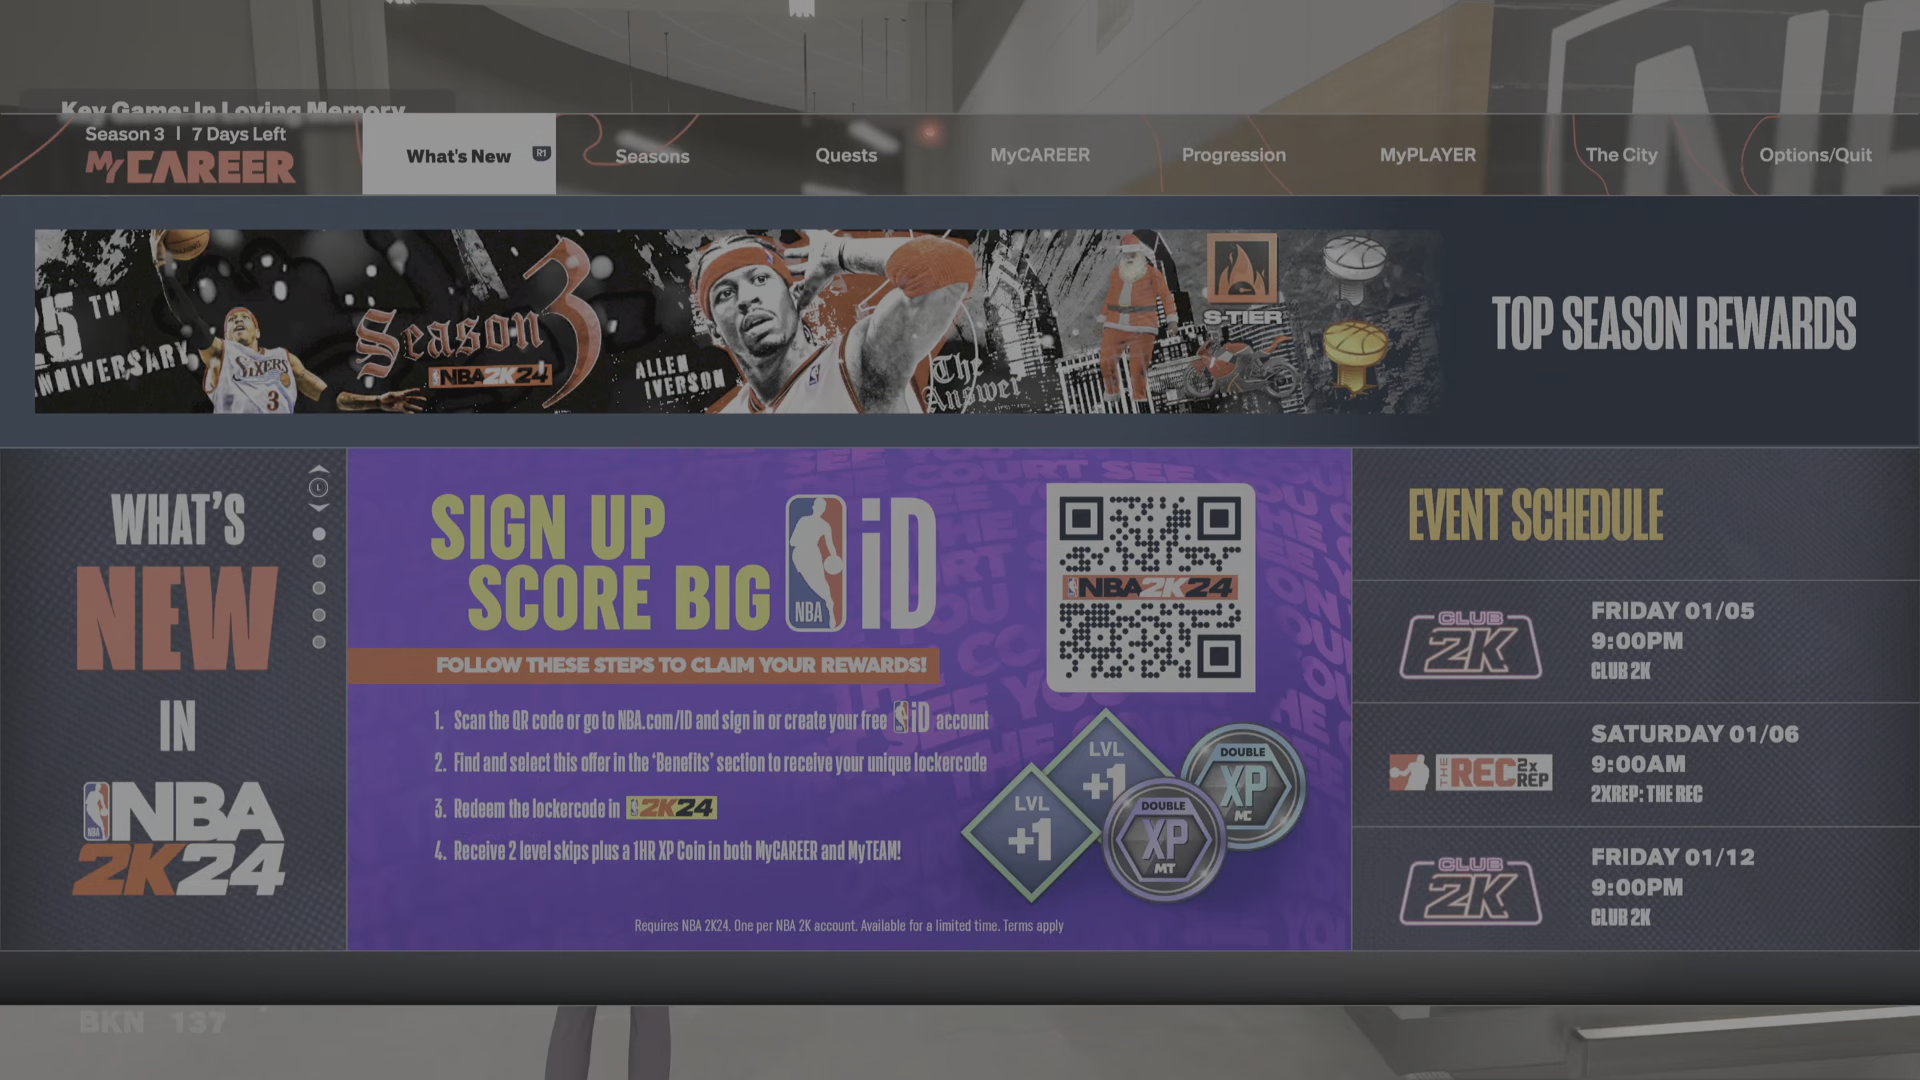 Key Game: In Loving Memory
Season 3 | 7 Days Left
MyCAREER
What's New
R1
Seasons
Quests
MyCAREER
Progression
MyPLAYER
The City
Options/Quit
25TH
ANNIVERSARY
SIXERS
3
Season 3
NBA2K24
ALLEN
IVERSON
The
Answer
S-TIER
TOP SEASON REWARDS
WHAT'S
NEW
IN
NBA
2K24
L
SIGN UP
SCORE BIG
NBA
iD
FOLLOW THESE STEPS TO CLAIM YOUR REWARDS!
1. Scan the QR code or go to NBA.com/ID and sign in or create your free iD account
2. Find and select this offer in the 'Benefits' section to receive your unique lockercode
3. Redeem the lockercode in 2K24
4. Receive 2 level skips plus a 1HR XP Coin in both MyCAREER and MyTEAM!
NBA2K24
LVL
+1
LVL
+1
DOUBLE
XP
MC
DOUBLE
XP
MT
Requires NBA 2K24. One per NBA 2K account. Available for a limited time. Terms apply
EVENT SCHEDULE
CLUB
2K
FRIDAY 01/05
9:00PM
CLUB 2K
THE REC 2x REP
SATURDAY 01/06
9:00AM
2XREP: THE REC
CLUB
2K
FRIDAY 01/12
9:00PM
CLUB 2K
BKN 137